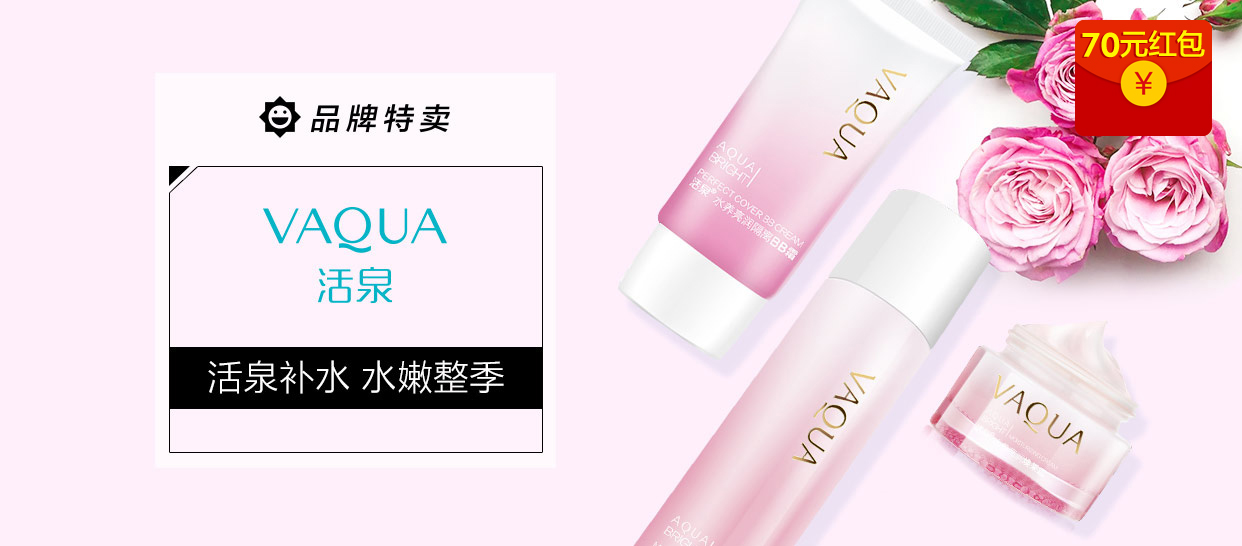 品牌特卖
VAQUA
活泉
活泉补水 水嫩整季
VAQUA
AQUA
BRIGHT
PERFECT COVER BB CREAM
活泉® 水养亮润隔离BB霜
VAQUA
AQUA
VAQUA
70元红包
¥